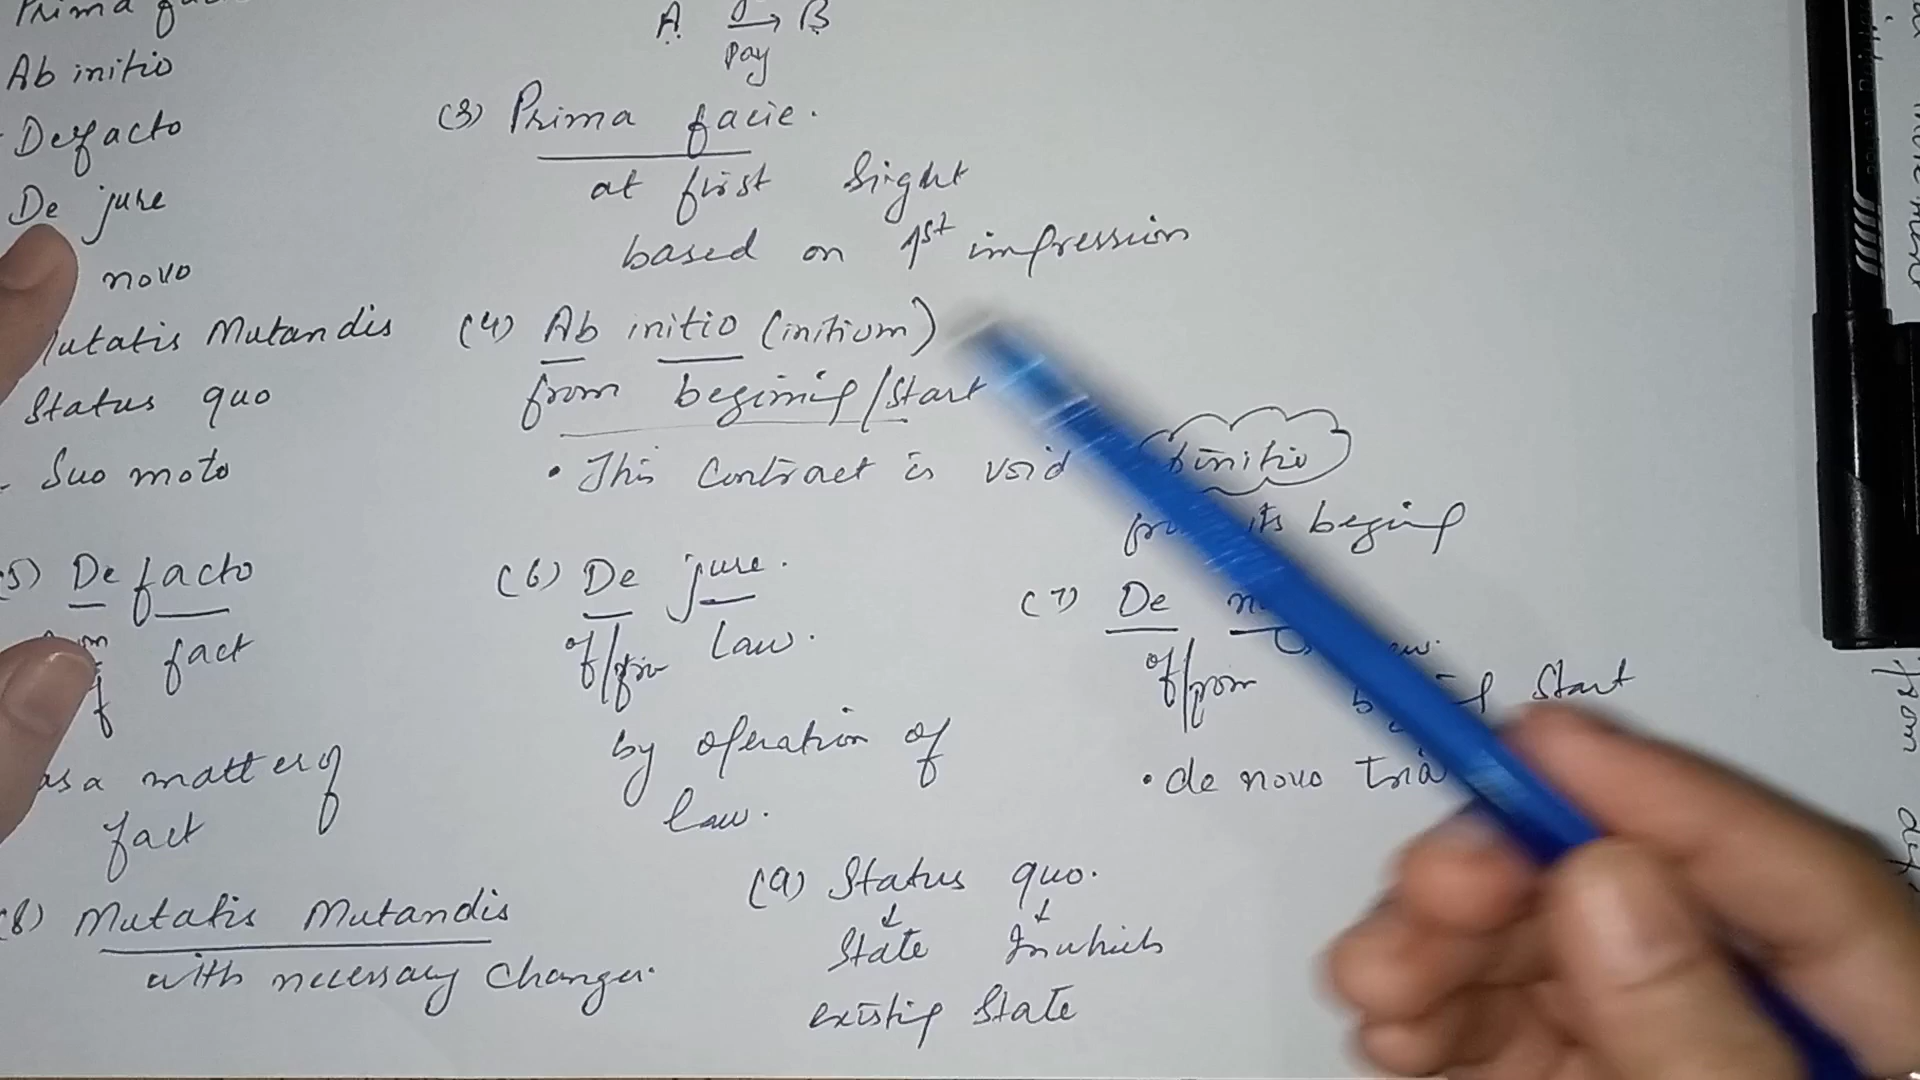 Prima
Ab initio
Defacto
De jure
novo
Mutatis Mutandis
Status quo
Suo moto
A → B
Pay
(3) Prima facie.
at first Sight
based on 1st impression
(4) Ab initio (initium)
from begining/Start
• This Contract is void
its beging
(5) De facto
fact
as a matter of
fact
(6) De jure.
of/
Law.
by operation of
law.
(7) De
of/from
Start
• de novo
(8) Mutatis Mutandis
with necessary changes.
(9) Status quo.
↓ ↓
State In which
existing State
from